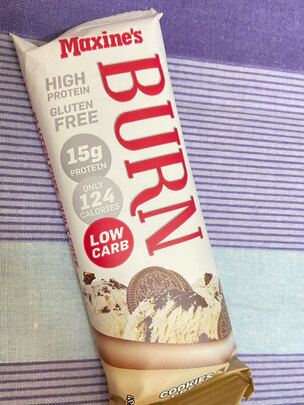 Maxine's
BURN
HIGH
PROTEIN
GLUTEN
FREE
15g
PROTEIN
ONLY
124
CALORIES
LOW
CARB
COOKIES